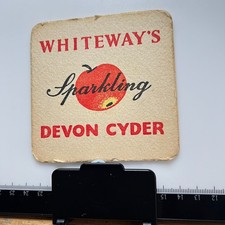 WHITEWAY'S
Sparkling
DEVON CYDER